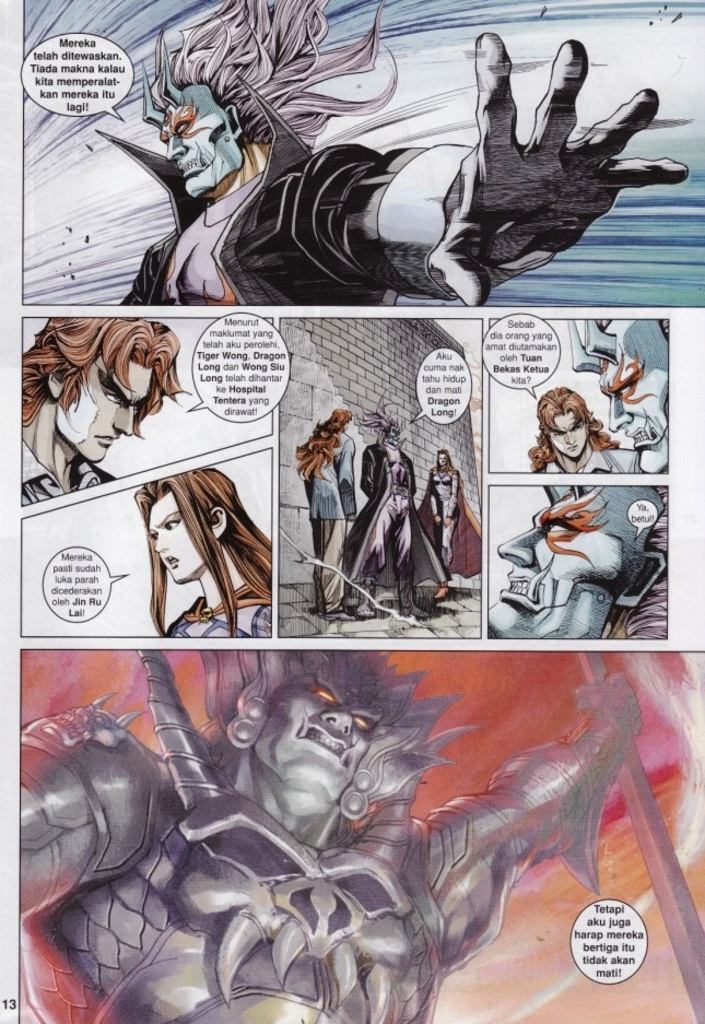 Mereka
telah ditewaskan.
Tiada makna kalau
kita memperalat-
kan mereka itu
lagi!
Menurut
maklumat yang
telah aku perolehi,
Tiger Wong, Dragon
Long dan Wong Siu
Long telah dihantar
ke Hospital
Tentera yang
dirawat!
Mereka
pasti sudah
luka parah
dicederakan
oleh Jin Ru
Lai!
Aku
cuma nak
tahu hidup
dan mati
Dragon
Long!
Sebab
dia orang yang
amat diutamakan
oleh Tuan
Bekas Ketua
kita?
Ya,
betul!
Tetapi
aku juga
harap mereka
bertiga itu
tidak akan
mati!
13